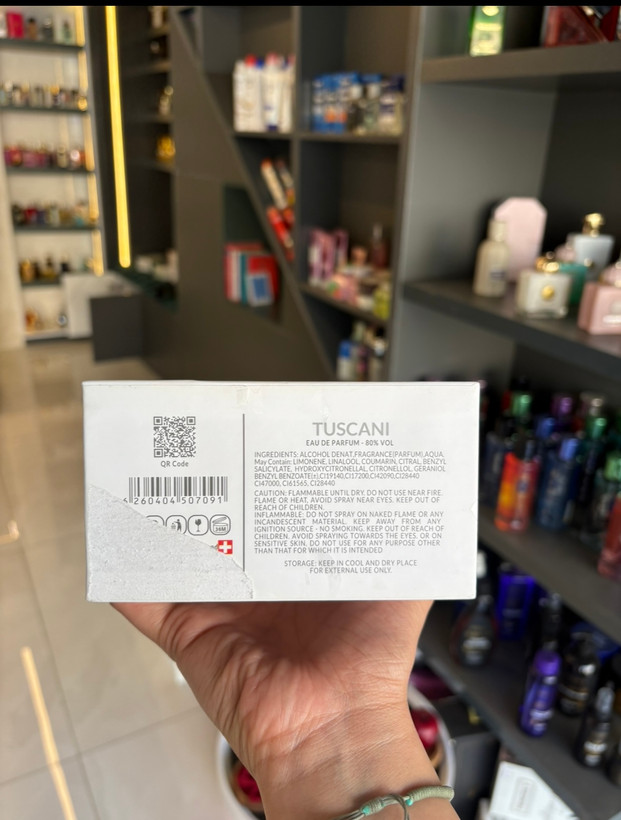 QR Code
260404 507091
TUSCANI
EAU DE PARFUM - 80% VOL
INGREDIENTS: ALCOHOL DENAT,FRAGRANCE(PARFUM),AQUA,
May Contain: LIMONENE, LINALOOL, COUMARIN, CITRAL, BENZYL
SALICYLATE, HYDROXYCITRONELLAL, CITRONELLOL, GERANIOL
BENZYL BENZOATE(±),CI19140,CI17200,CI42090,CI28440
CI47000, CI61565, CI28440
CAUTION: FLAMMABLE UNTIL DRY. DO NOT USE NEAR FIRE,
FLAME OR HEAT. AVOID SPRAY NEAR EYES. KEEP OUT OF
REACH OF CHILDREN.
INFLAMMABLE: DO NOT SPRAY ON NAKED FLAME OR ANY
INCANDESCENT MATERIAL. KEEP AWAY FROM ANY
IGNITION SOURCE - NO SMOKING. KEEP OUT OF REACH OF
CHILDREN. AVOID SPRAYING TOWARDS THE EYES. OR ON
SENSITIVE SKIN. DO NOT USE FOR ANY PURPOSE OTHER
THAN THAT FOR WHICH IT IS INTENDED
STORAGE: KEEP IN COOL AND DRY PLACE
FOR EXTERNAL USE ONLY.